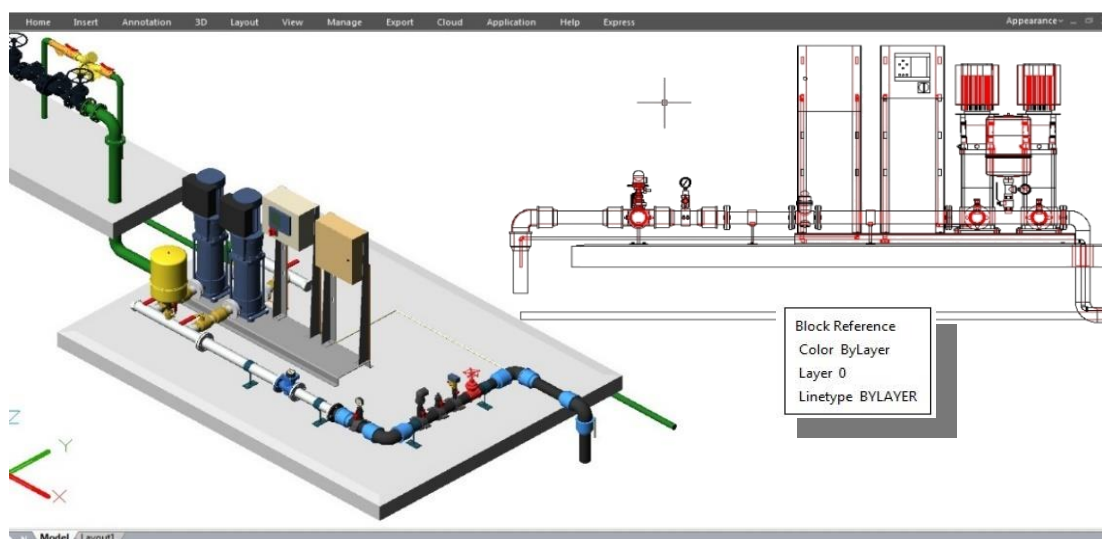 Home Insert Annotation 3D Layout View Manage Export Cloud Application Help Express Appearance
Block Reference
Color ByLayer
Layer 0
Linetype BYLAYER
Z
Y
X
Model Layout1